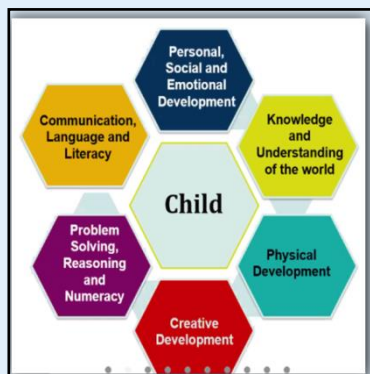 Personal,
Social and
Emotional
Development
Communication,
Language and
Literacy
Knowledge
and
Understanding
of the world
Child
Problem
Solving,
Reasoning
and
Numeracy
Physical
Development
Creative
Development